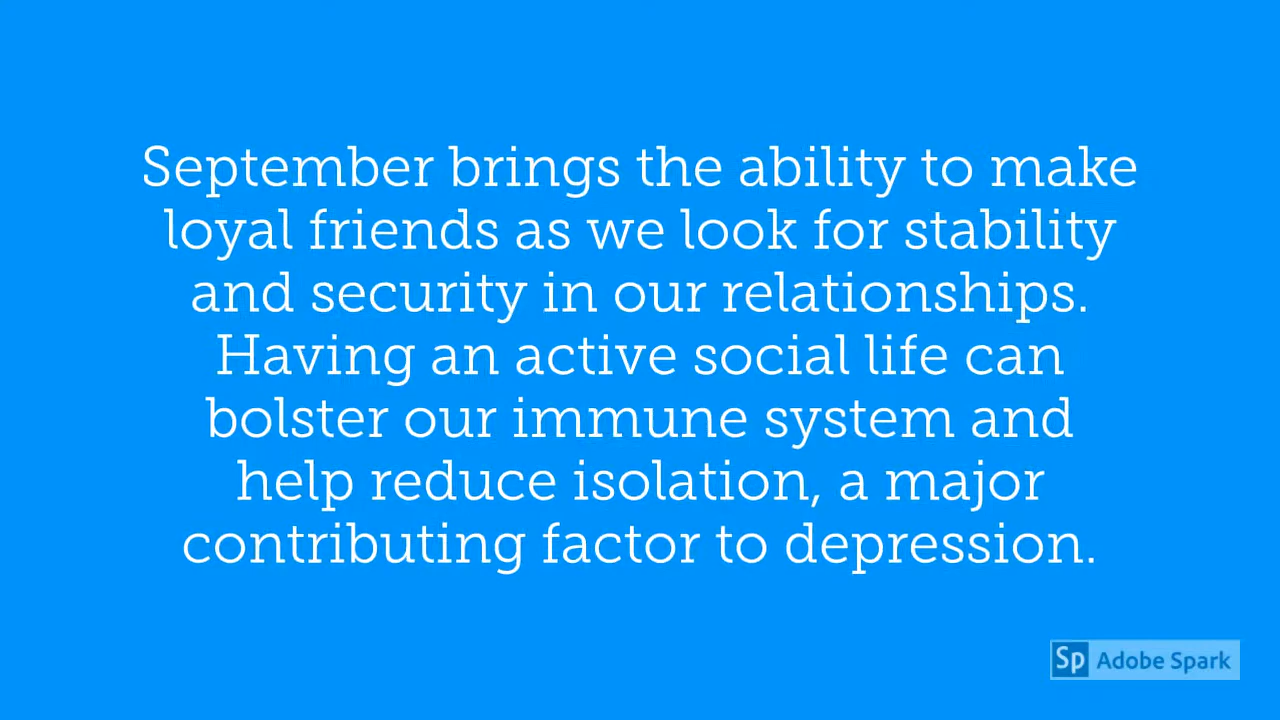 September brings the ability to make
loyal friends as we look for stability
and security in our relationships.
Having an active social life can
bolster our immune system and
help reduce isolation, a major
contributing factor to depression.
Sp Adobe Spark